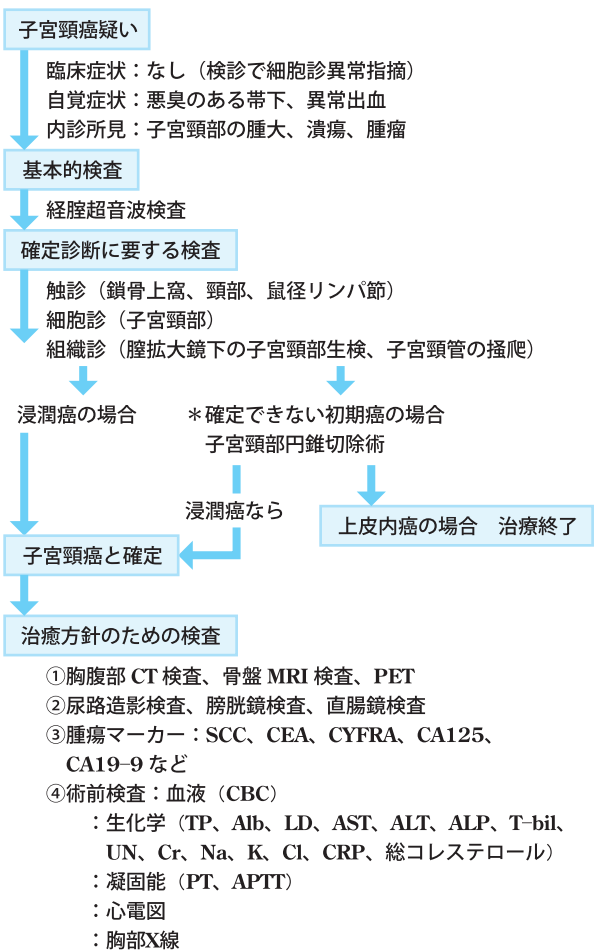 子宮頸癌疑い
臨床症状：なし（検診で細胞診異常指摘）
自覚症状：悪臭のある帯下、異常出血
内診所見：子宮頸部の腫大、潰瘍、腫瘤
基本的検査
経腟超音波検査
確定診断に要する検査
触診（鎖骨上窩、頸部、鼠径リンパ節）
細胞診（子宮頸部）
組織診（腟拡大鏡下の子宮頸部生検、子宮頸管の掻爬）
浸潤癌の場合
＊確定できない初期癌の場合
子宮頸部円錐切除術
浸潤癌なら
上皮内癌の場合　治療終了
子宮頸癌と確定
治癒方針のための検査
①胸腹部 CT 検査、骨盤 MRI 検査、PET
②尿路造影検査、膀胱鏡検査、直腸鏡検査
③腫瘍マーカー：SCC、CEA、CYFRA、CA125、
CA19–9 など
④術前検査：血液（CBC）
：生化学（TP、Alb、LD、AST、ALT、ALP、T–bil、
UN、Cr、Na、K、Cl、CRP、総コレステロール）
：凝固能（PT、APTT）
：心電図
：胸部X線